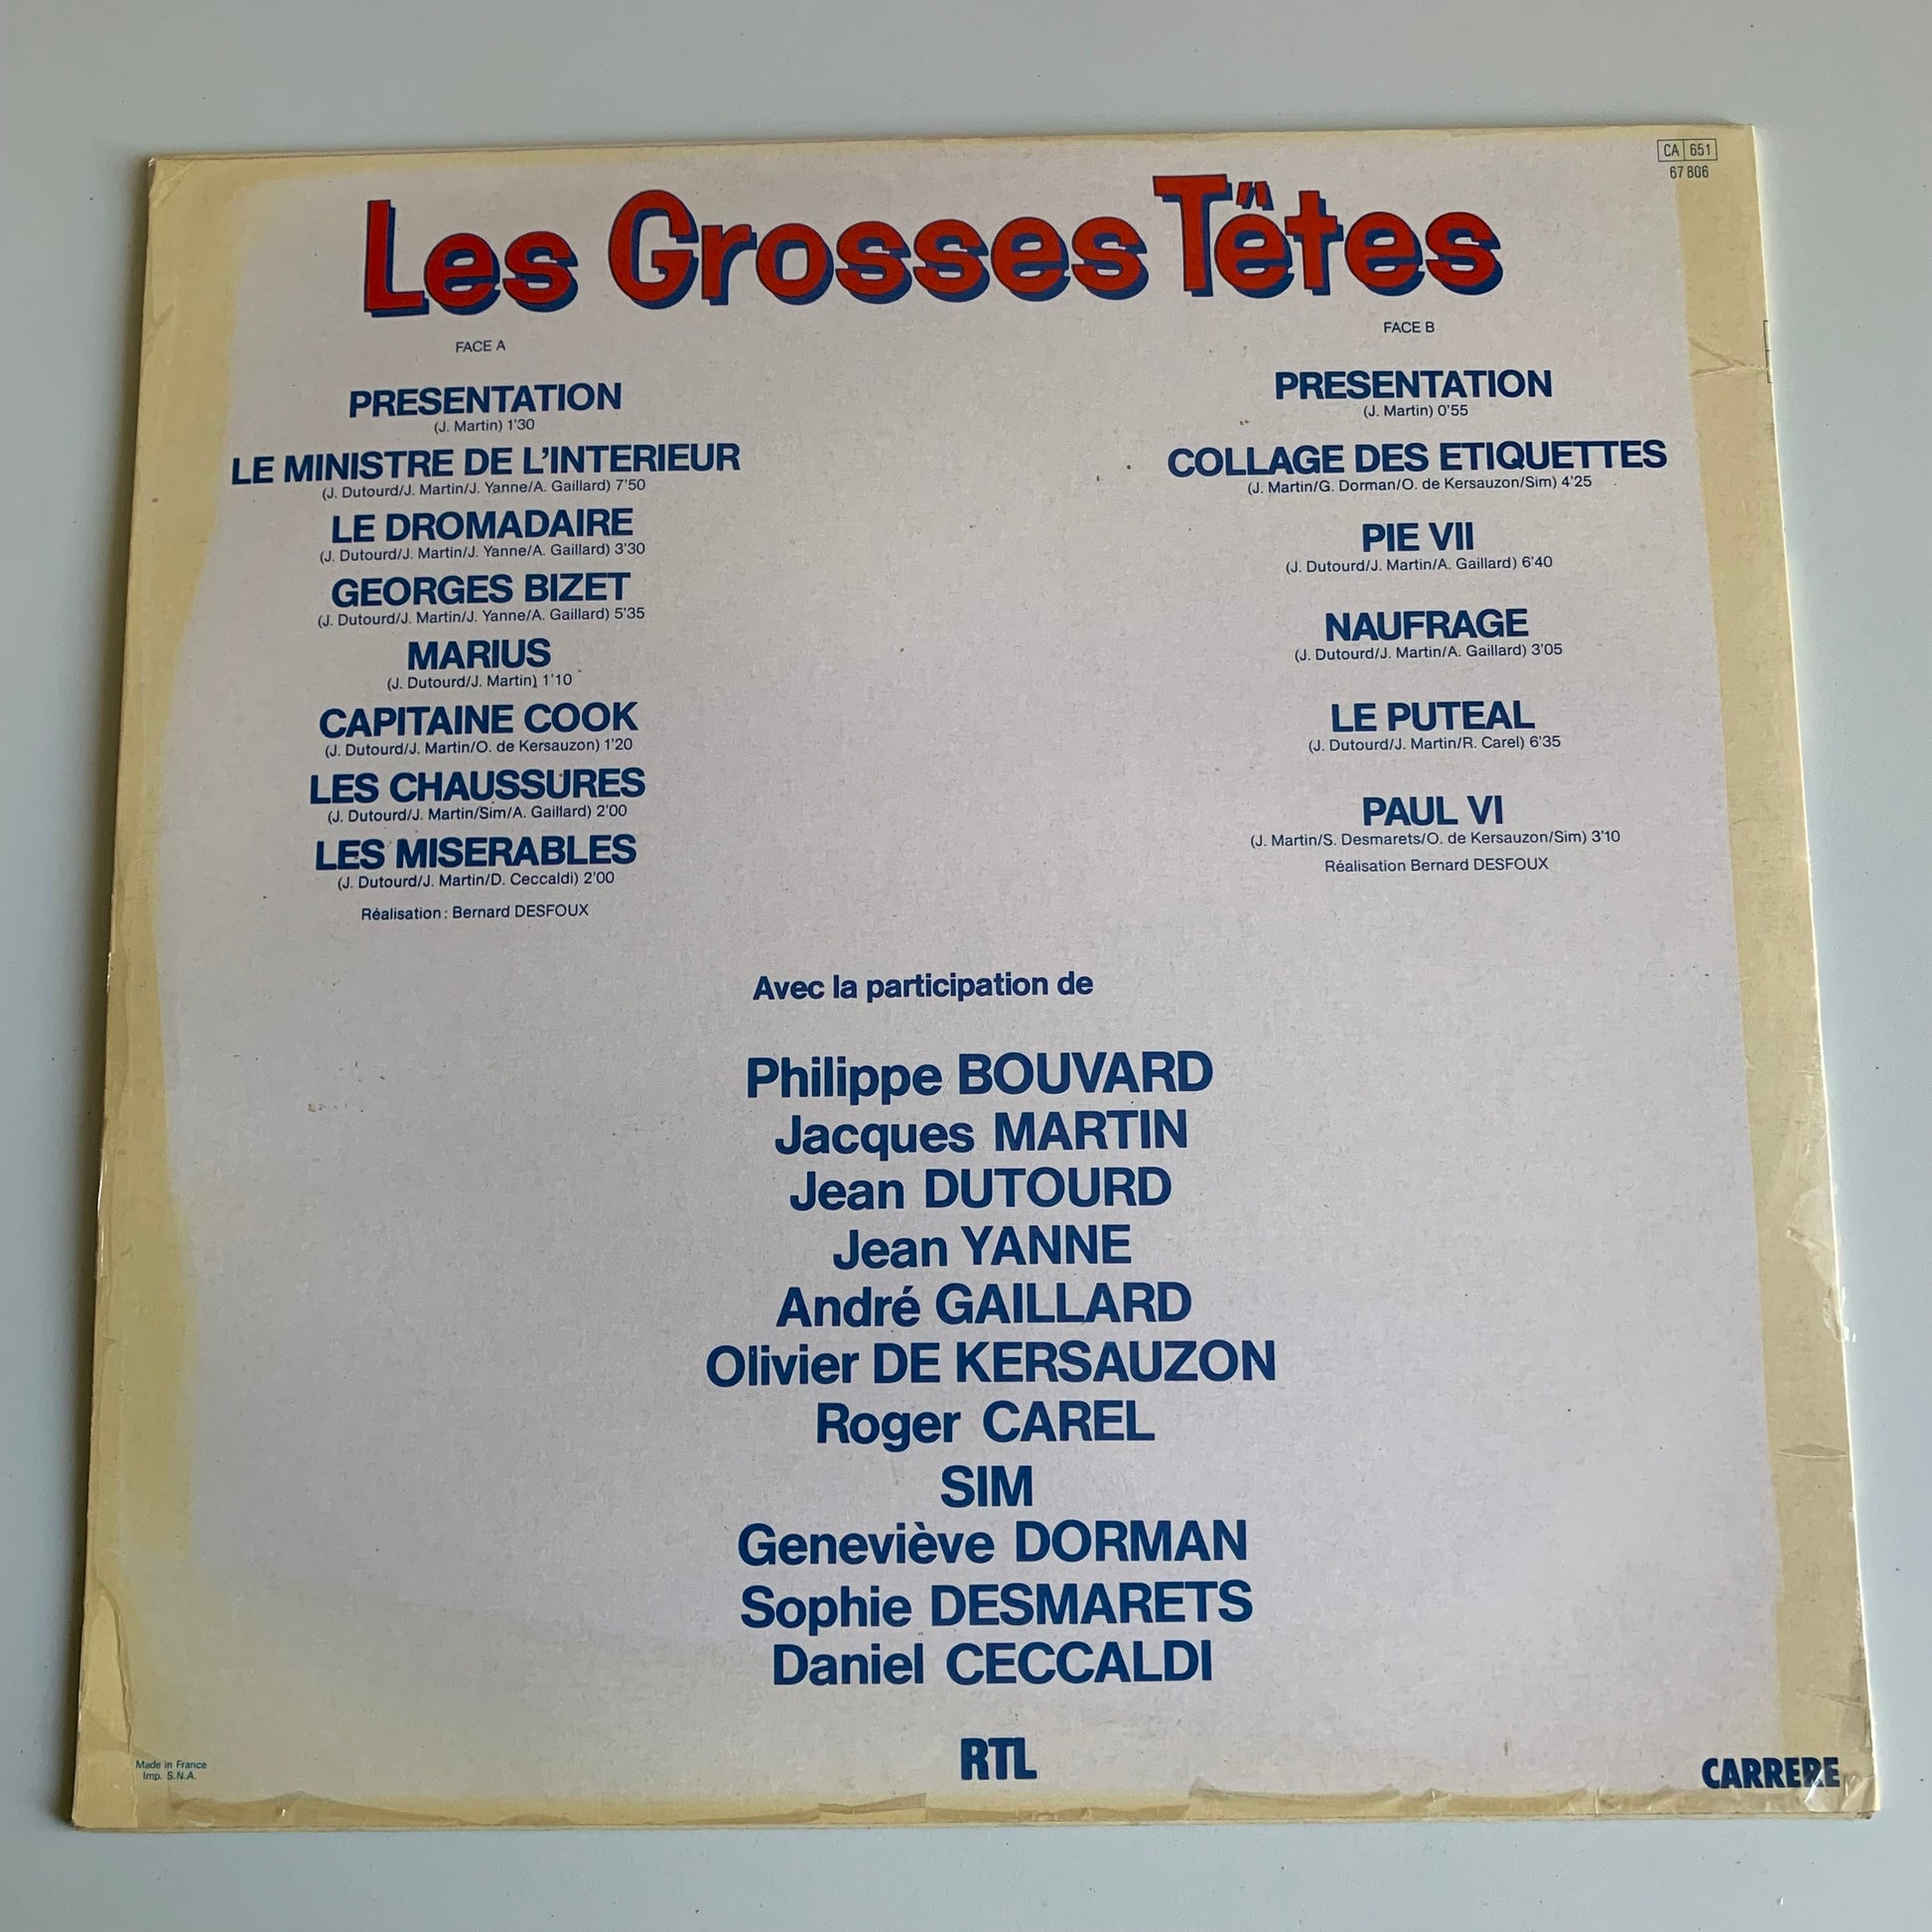 CA 651
67 806
Les Grosses Têtes
FACE A
PRESENTATION
(J. Martin) 1'30
LE MINISTRE DE L'INTERIEUR
(J. Dutourd/J. Martin/J. Yanne/A. Gaillard) 7'50
LE DROMADAIRE
(J. Dutourd/J. Martin/J. Yanne/A. Gaillard) 3'30
GEORGES BIZET
(J. Dutourd/J. Martin/J. Yanne/A. Gaillard) 5'35
MARIUS
(J. Dutourd/J. Martin) 1'10
CAPITAINE COOK
(J. Dutourd/J. Martin/O. de Kersauzon) 1'20
LES CHAUSSURES
(J. Dutourd/J. Martin/Sim/A. Gaillard) 2'00
LES MISERABLES
(J. Dutourd/J. Martin/D. Ceccaldi) 2'00
Réalisation : Bernard DESFOUX
FACE B
PRESENTATION
(J. Martin) 0'55
COLLAGE DES ETIQUETTES
(J. Martin/G. Dorman/O. de Kersauzon/Sim) 4'25
PIE VII
(J. Dutourd/J. Martin/A. Gaillard) 6'40
NAUFRAGE
(J. Dutourd/J. Martin/A. Gaillard) 3'05
LE PUTEAL
(J. Dutourd/J. Martin/R. Carel) 6'35
PAUL VI
(J. Martin/S. Desmarets/O. de Kersauzon/Sim) 3'10
Réalisation Bernard DESFOUX
Avec la participation de
Philippe BOUVARD
Jacques MARTIN
Jean DUTOURD
Jean YANNE
André GAILLARD
Olivier DE KERSAUZON
Roger CAREL
SIM
Geneviève DORMAN
Sophie DESMARETS
Daniel CECCALDI
Made in France
Imp. S.N.A.
RTL
CARRERE